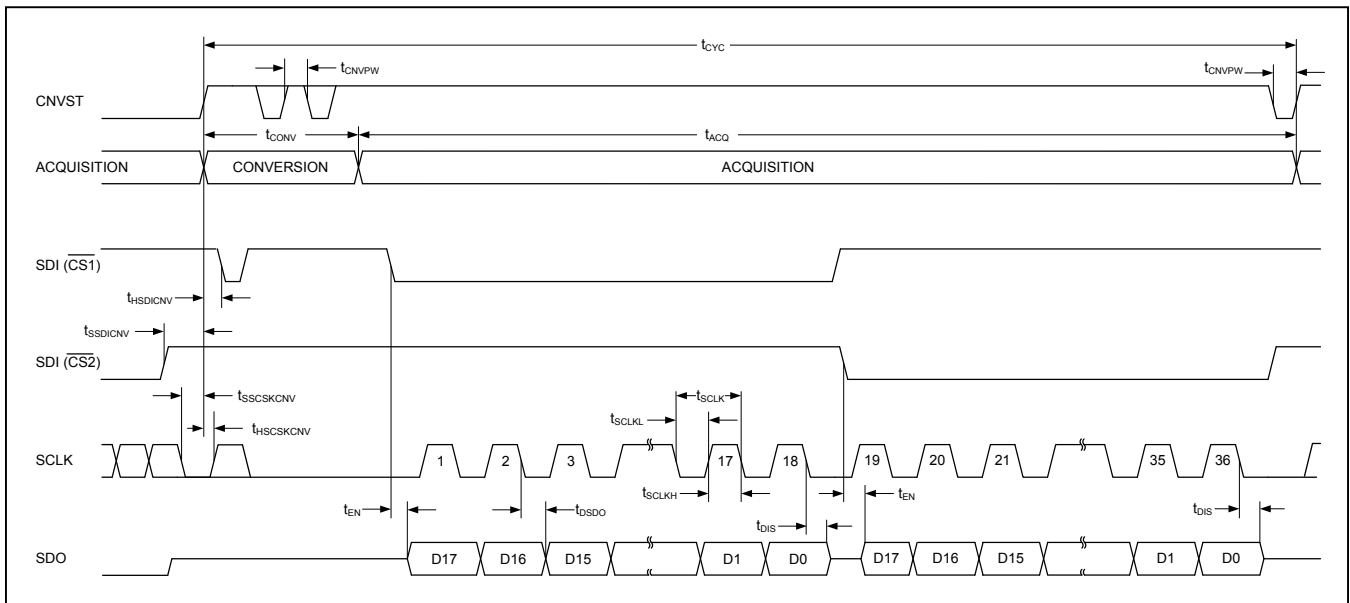 tCYC
tCNVPW
tCNVPW
CNVST
tCONV
tACQ
ACQUISITION
CONVERSION
ACQUISITION
SDI (CS1)
tHSDICNV
tSSDICNV
SDI (CS2)
tSSCSKCNV
tHSCSKCNV
tSCLK
tSCLKL
SCLK
1
2
3
17
18
19
20
21
35
36
tSCLKH
tEN
tDSDO
tDIS
tEN
tDIS
SDO
D17
D16
D15
D1
D0
D17
D16
D15
D1
D0